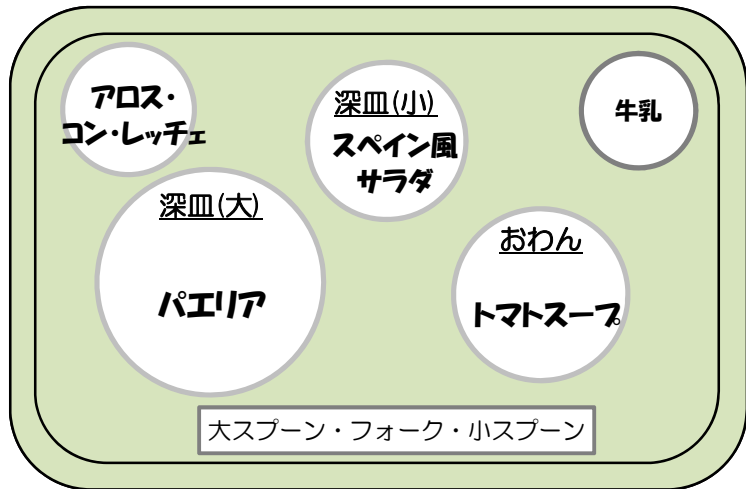 アロス・
コン・レッチェ
深皿(小)
スペイン風
サラダ
牛乳
深皿(大)
パエリア
おわん
トマトスープ
大スプーン・フォーク・小スプーン